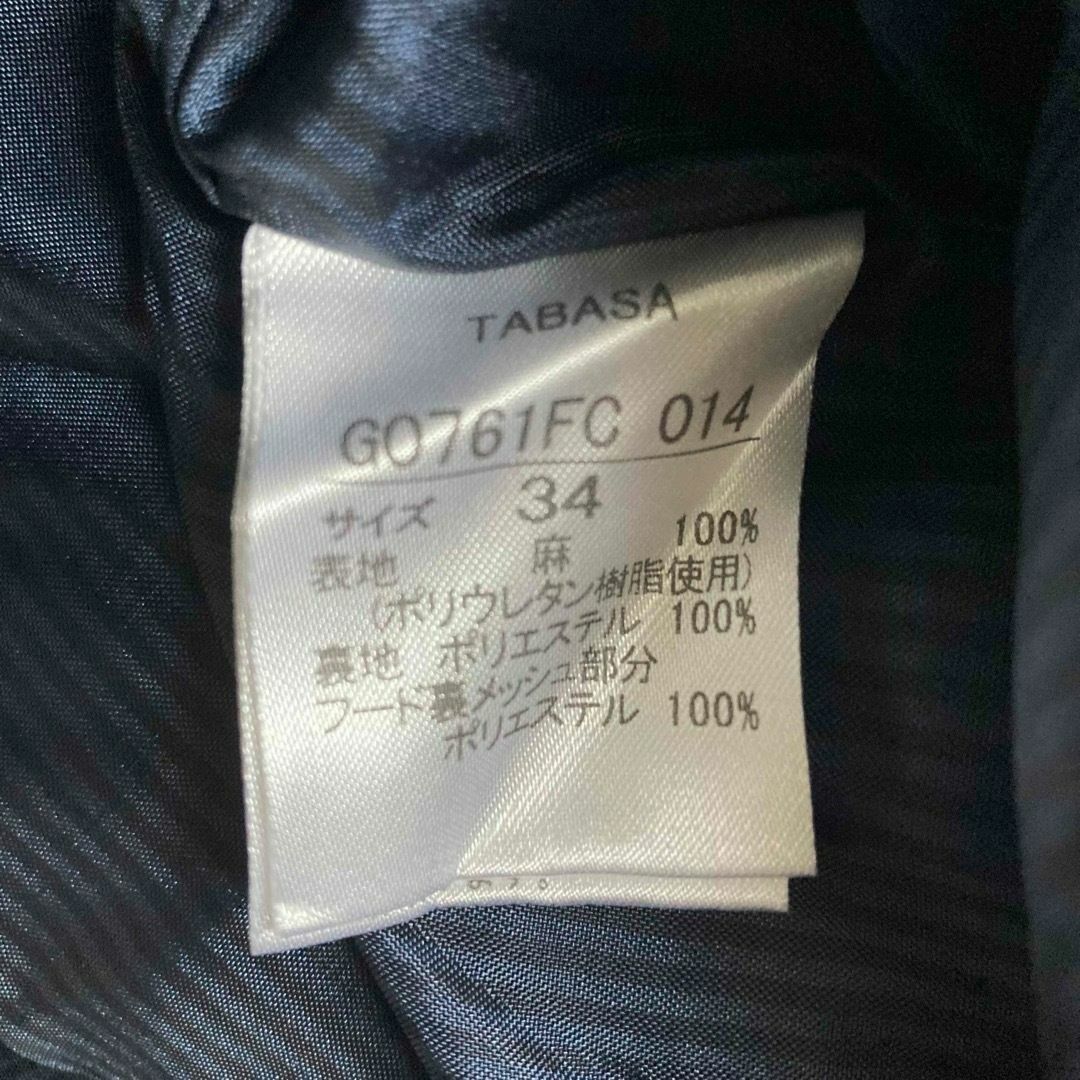 TABASA
GO761FC 014
サイズ 34
表地 麻 100%
(ポリウレタン樹脂使用)
裏地 ポリエステル 100%
フード裏メッシュ部分
ポリエステル 100%